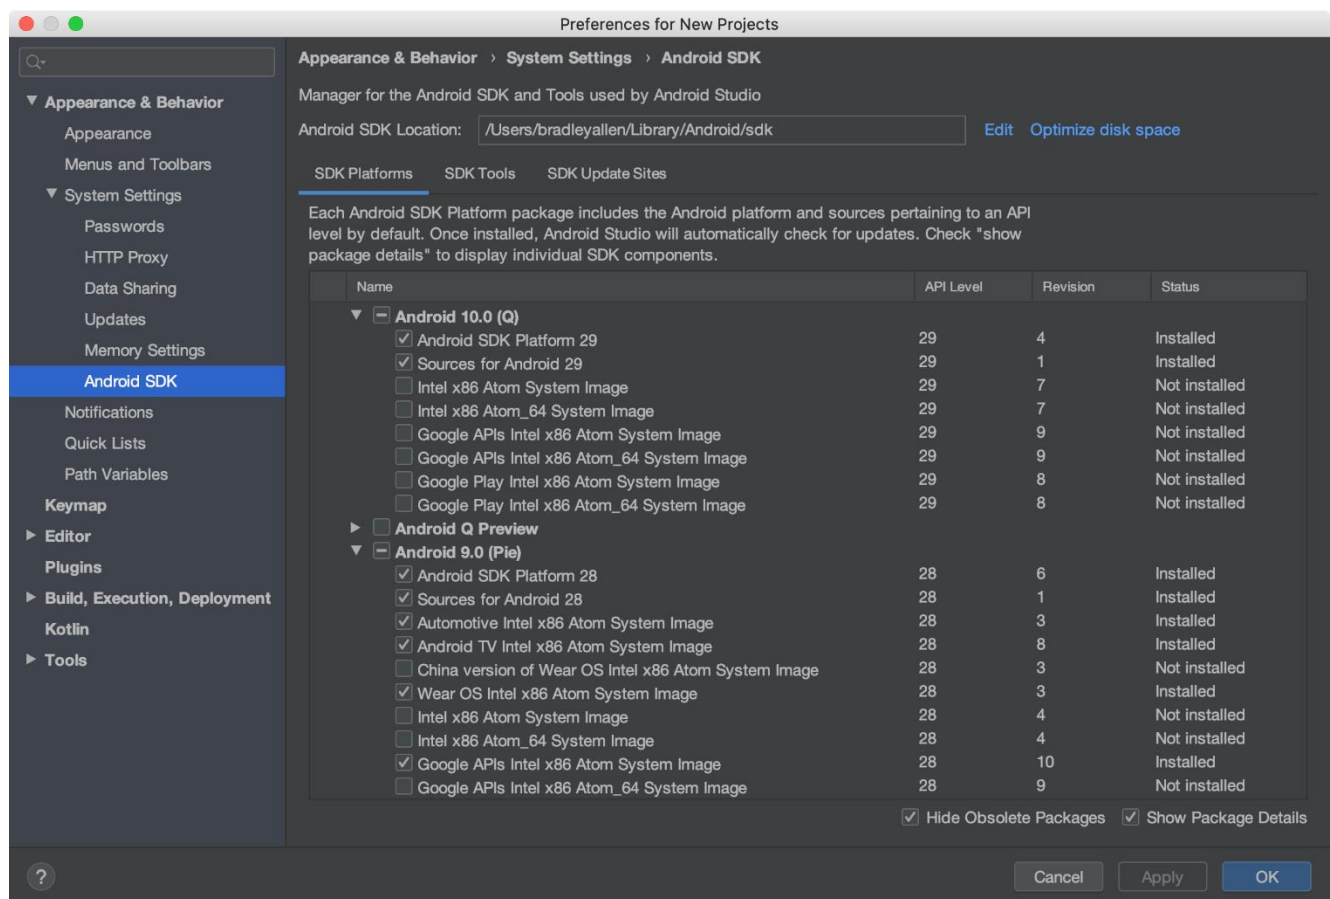 Preferences for New Projects
Appearance & Behavior
Appearance
Menus and Toolbars
System Settings
Passwords
HTTP Proxy
Data Sharing
Updates
Memory Settings
Android SDK
Notifications
Quick Lists
Path Variables
Keymap
Editor
Plugins
Build, Execution, Deployment
Kotlin
Tools
Appearance & Behavior › System Settings › Android SDK
Manager for the Android SDK and Tools used by Android Studio
Android SDK Location: /Users/bradleyallen/Library/Android/sdk Edit Optimize disk space
SDK Platforms SDK Tools SDK Update Sites
Each Android SDK Platform package includes the Android platform and sources pertaining to an API
level by default. Once installed, Android Studio will automatically check for updates. Check "show
package details" to display individual SDK components.
Name API Level Revision Status
Android 10.0 (Q)
Android SDK Platform 29 29 4 Installed
Sources for Android 29 29 1 Installed
Intel x86 Atom System Image 29 7 Not installed
Intel x86 Atom_64 System Image 29 7 Not installed
Google APIs Intel x86 Atom System Image 29 9 Not installed
Google APIs Intel x86 Atom_64 System Image 29 9 Not installed
Google Play Intel x86 Atom System Image 29 8 Not installed
Google Play Intel x86 Atom_64 System Image 29 8 Not installed
Android Q Preview
Android 9.0 (Pie)
Android SDK Platform 28 28 6 Installed
Sources for Android 28 28 1 Installed
Automotive Intel x86 Atom System Image 28 3 Installed
Android TV Intel x86 Atom System Image 28 8 Installed
China version of Wear OS Intel x86 Atom System Image 28 3 Not installed
Wear OS Intel x86 Atom System Image 28 3 Installed
Intel x86 Atom System Image 28 4 Not installed
Intel x86 Atom_64 System Image 28 4 Not installed
Google APIs Intel x86 Atom System Image 28 10 Installed
Google APIs Intel x86 Atom_64 System Image 28 9 Not installed
Hide Obsolete Packages Show Package Details
? Cancel Apply OK